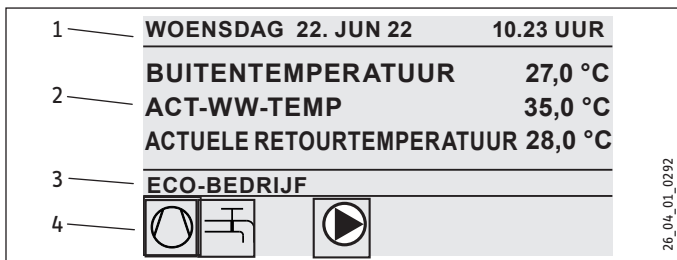 1 WOENSDAG 22. JUN 22 10.23 UUR
2 BUITENTEMPERATUUR 27,0 °C
ACT-WW-TEMP 35,0 °C
ACTUELE RETOURTEMPERATUUR 28,0 °C
3 ECO-BEDRIJF
4
26_04_01_0292